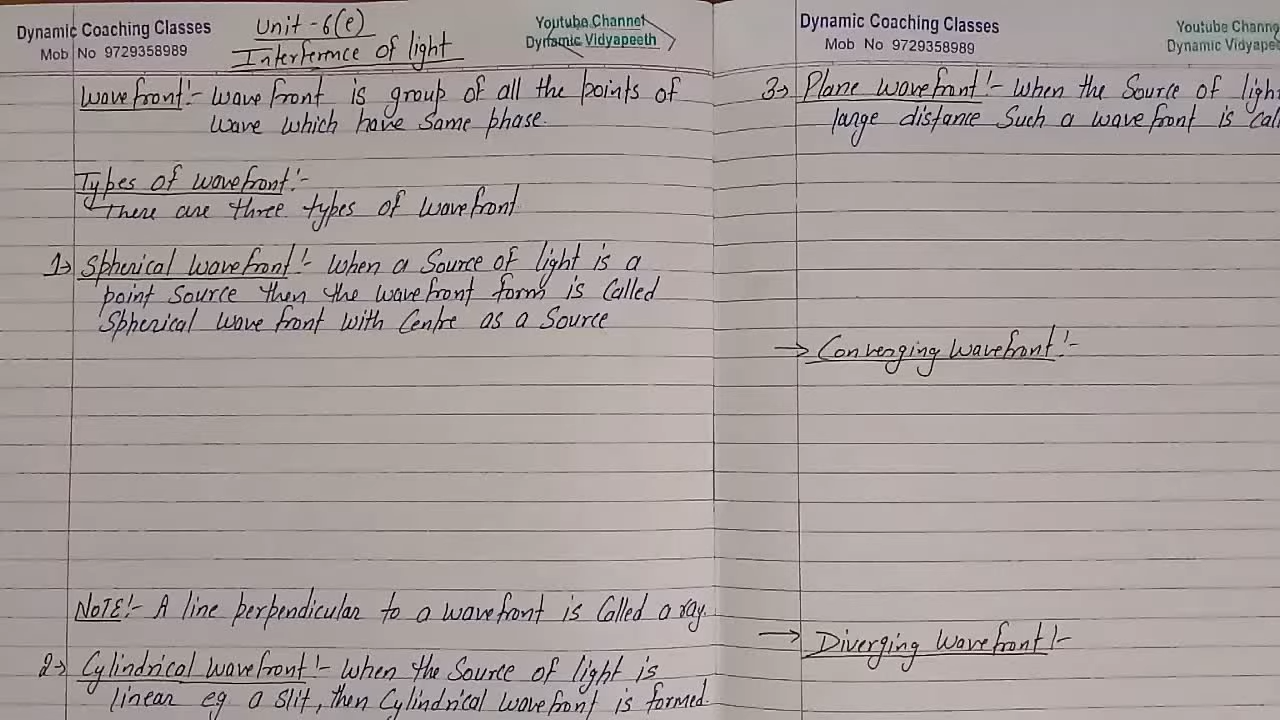 Dynamic Coaching Classes
Mob No 9729358989
Unit-6(e)
Interference of light
Youtube Channel
Dynamic Vidyapeeth
Wavefront:- Wave front is group of all the points of
wave which have same phase.
Types of wavefront:-
There are three types of wavefront
1→ Spherical wavefront:- When a source of light is a
point source then the wavefront form is called
Spherical wave front with Centre as a Source
NOTE:- A line perpendicular to a wavefront is called a ray.
2→ Cylindrical wavefront:- When the source of light is
linear eg. a slit, then Cylindrical wavefront is formed.
Dynamic Coaching Classes
Mob No 9729358989
Youtube Chann
Dynamic Vidyape
3→ Plane wavefront:- When the Source of ligh
large distance Such a wavefront is cal
→ Converging Wavefront:-
→ Diverging Wavefront:-